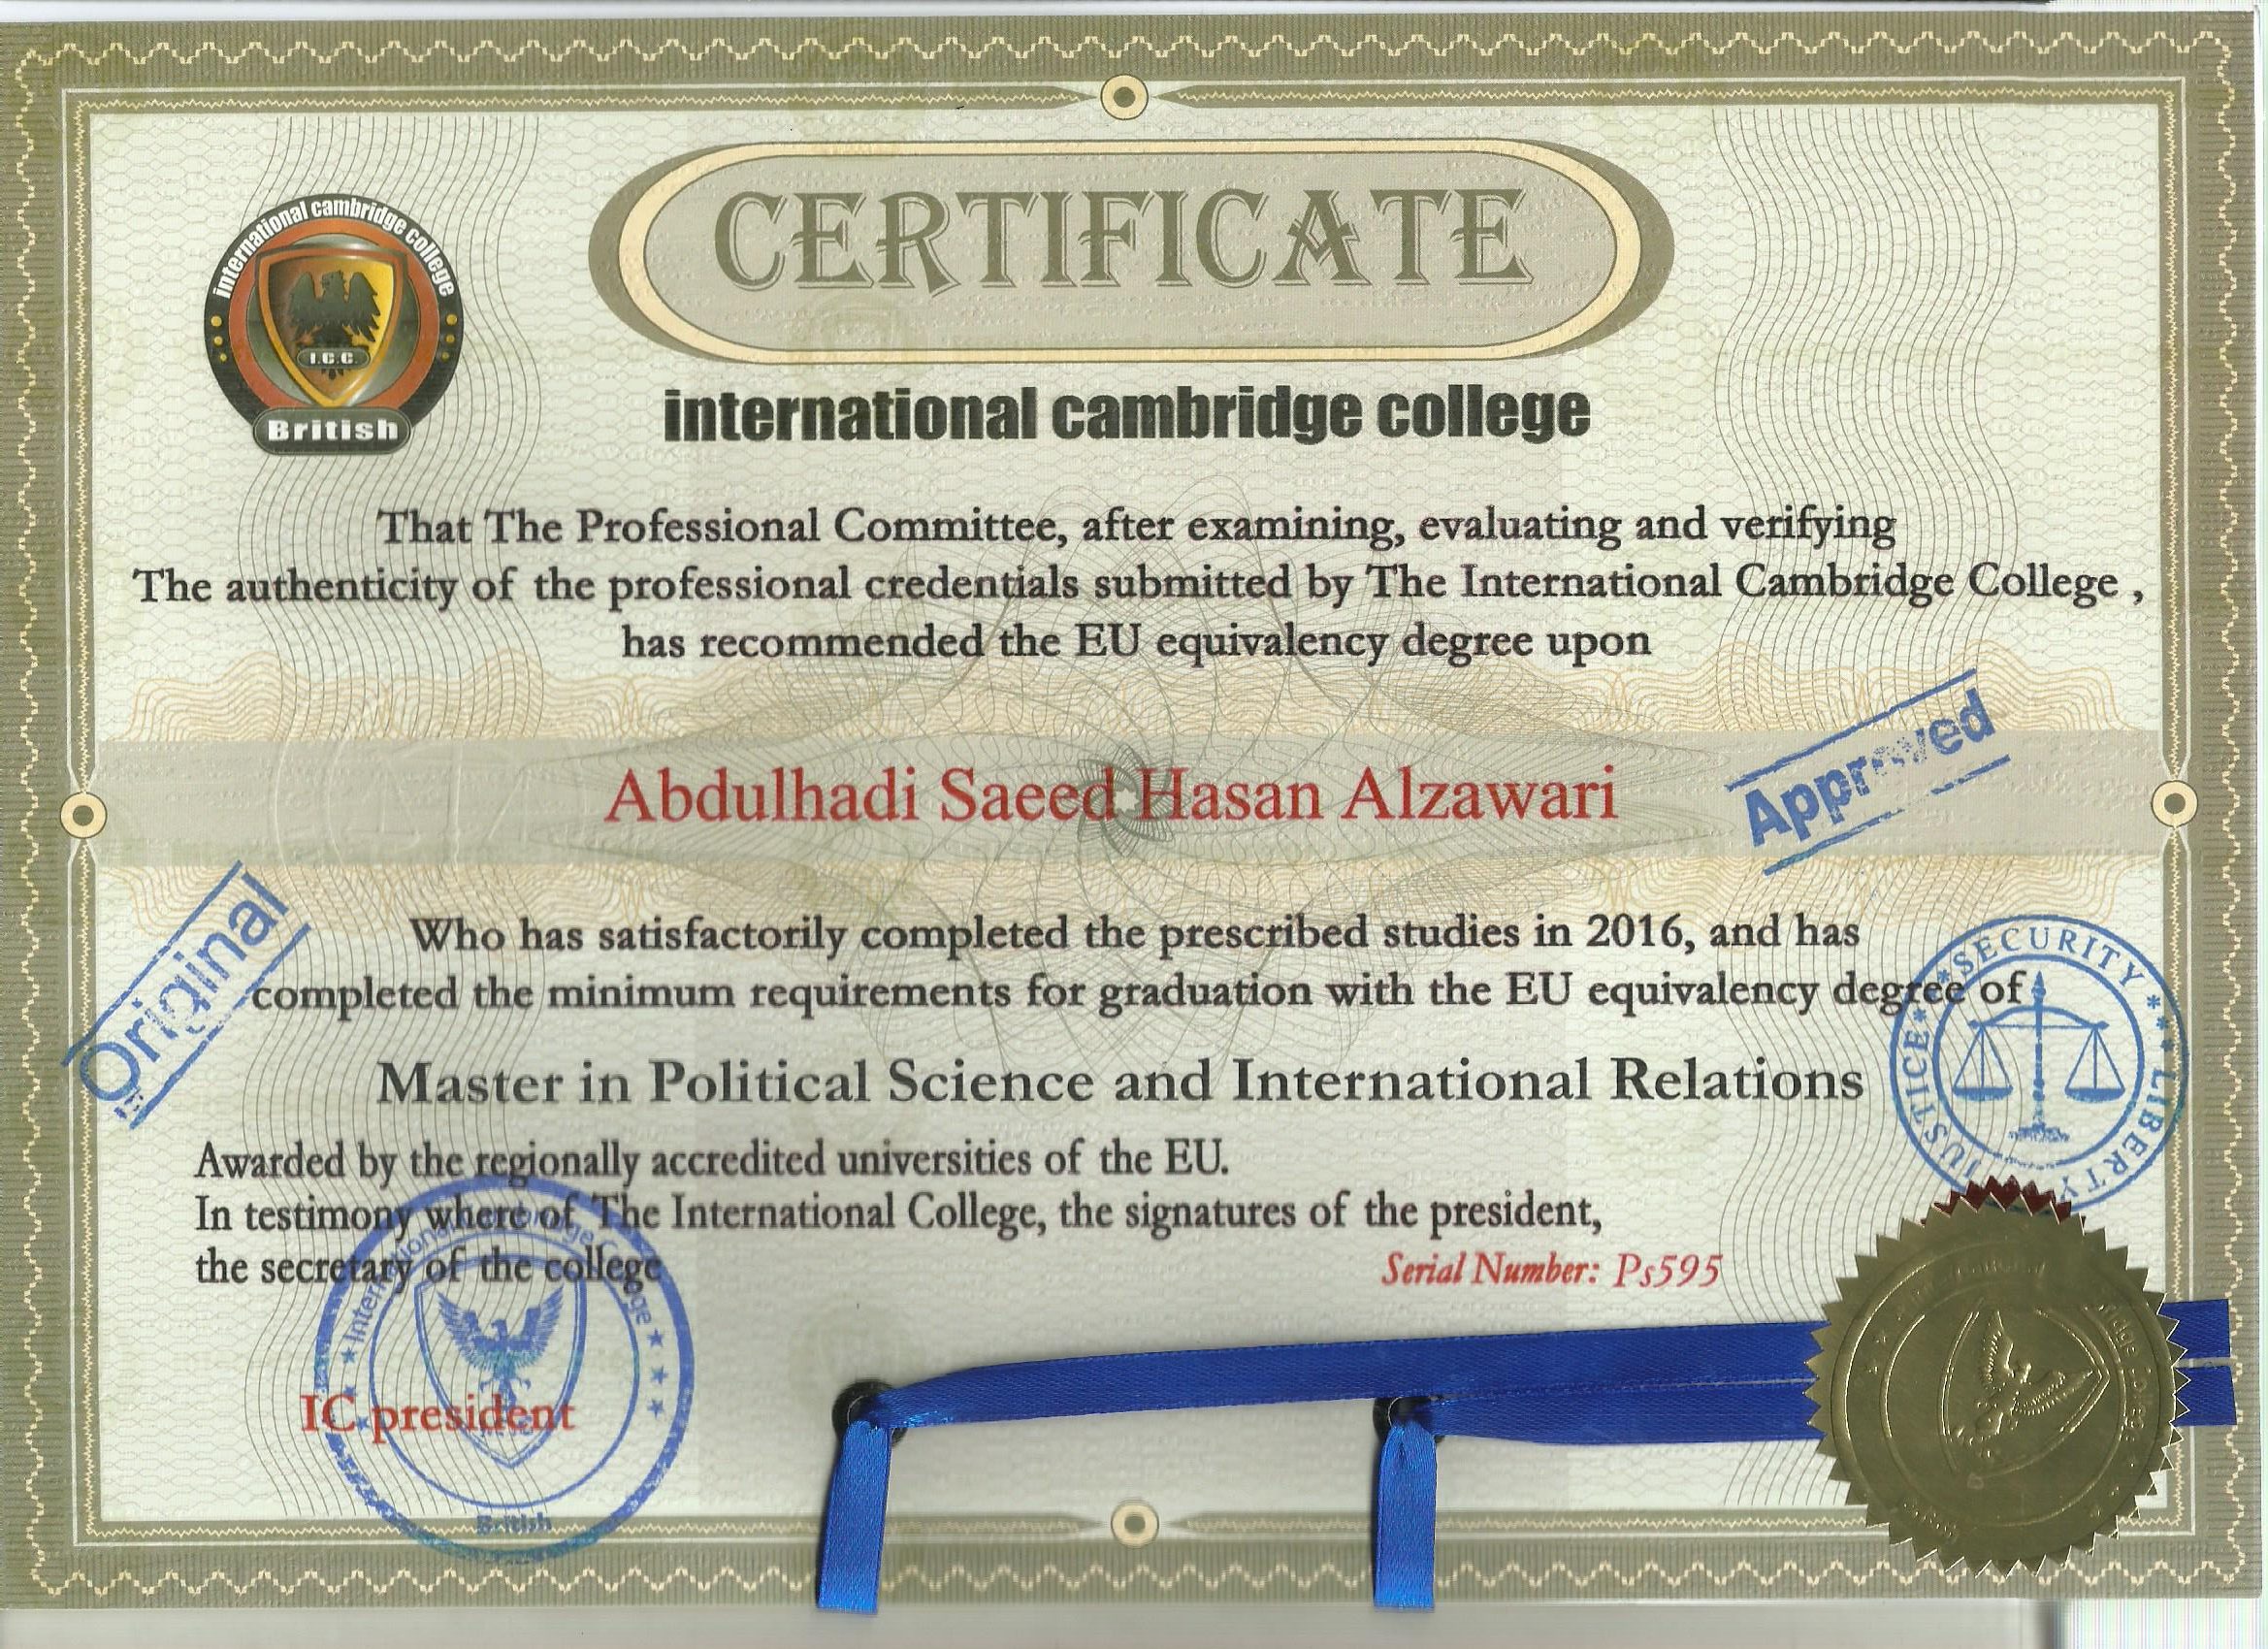 international cambridge college
I.C.C.
British
CERTIFICATE
international cambridge college
That The Professional Committee, after examining, evaluating and verifying
The authenticity of the professional credentials submitted by The International Cambridge College ,
has recommended the EU equivalency degree upon
Abdulhadi Saeed Hasan Alzawari
Approved
Original
Who has satisfactorily completed the prescribed studies in 2016, and has
completed the minimum requirements for graduation with the EU equivalency degree of
Master in Political Science and International Relations
JUSTICE * SECURITY *** LIBERTY
Awarded by the regionally accredited universities of the EU.
In testimony where of The International College, the signatures of the president,
the secretary of the college
Serial Number: Ps595
International Cambridge College
IC president
British